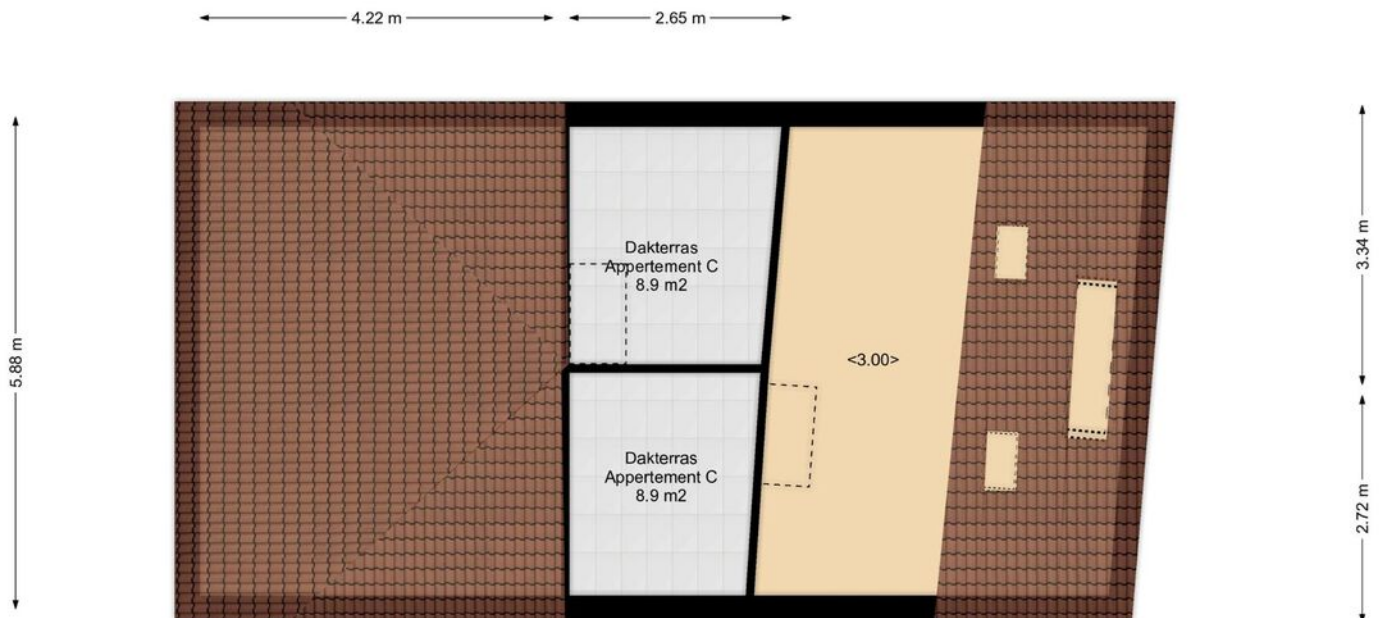 4.22 m
2.65 m
5.88 m
3.34 m
2.72 m
Dakterras
Appertement C
8.9 m2
<3.00>
Dakterras
Appertement C
8.9 m2